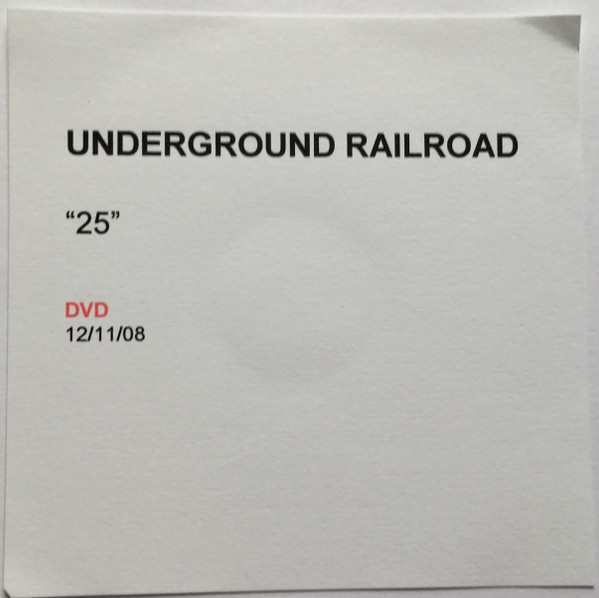 UNDERGROUND RAILROAD
“25”
DVD
12/11/08